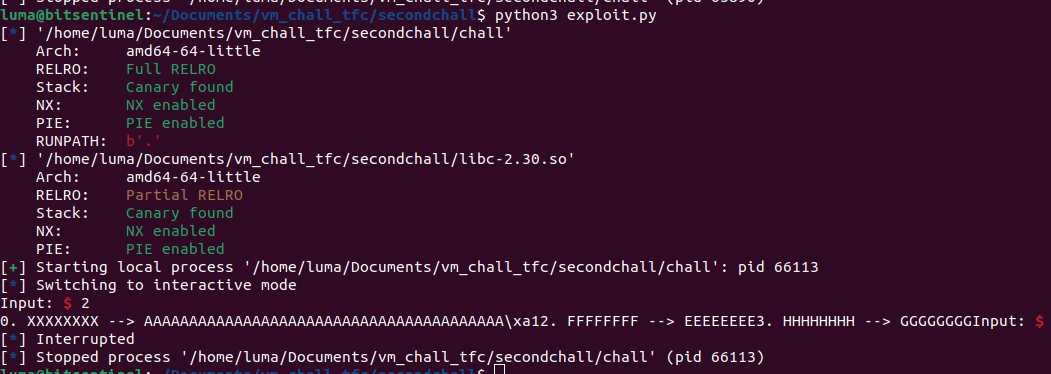 [*] Stopped process '/home/luma/Documents/vm_chall_tfc/secondchall/chall' (pid 65890)
luma@bitsentinel:~/Documents/vm_chall_tfc/secondchall$ python3 exploit.py
[*] '/home/luma/Documents/vm_chall_tfc/secondchall/chall'
    Arch:     amd64-64-little
    RELRO:    Full RELRO
    Stack:    Canary found
    NX:       NX enabled
    PIE:      PIE enabled
    RUNPATH:  b'.'
[*] '/home/luma/Documents/vm_chall_tfc/secondchall/libc-2.30.so'
    Arch:     amd64-64-little
    RELRO:    Partial RELRO
    Stack:    Canary found
    NX:       NX enabled
    PIE:      PIE enabled
[+] Starting local process '/home/luma/Documents/vm_chall_tfc/secondchall/chall': pid 66113
[*] Switching to interactive mode
Input: $ 2
0. XXXXXXXX --> AAAAAAAAAAAAAAAAAAAAAAAAAAAAAAAAAAAAAAAA\xa12. FFFFFFFF --> EEEEEEEE3. HHHHHHHH --> GGGGGGGGInput: $
[*] Interrupted
[*] Stopped process '/home/luma/Documents/vm_chall_tfc/secondchall/chall' (pid 66113)
luma@bitsentinel:~/Documents/vm_chall_tfc/secondchall$